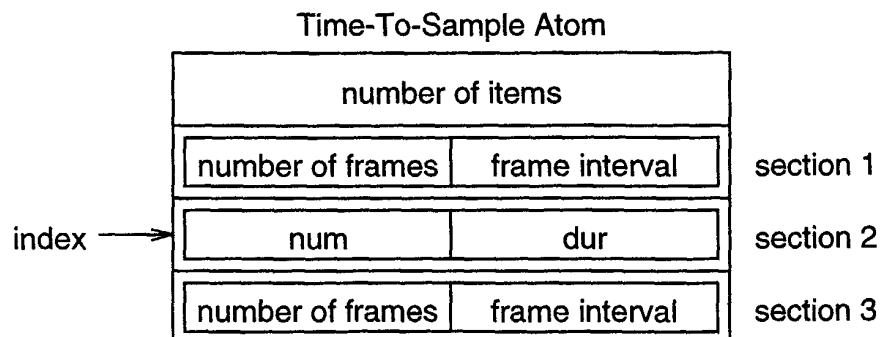 Time-To-Sample Atom
number of items
number of frames frame interval section 1
index num dur section 2
number of frames frame interval section 3